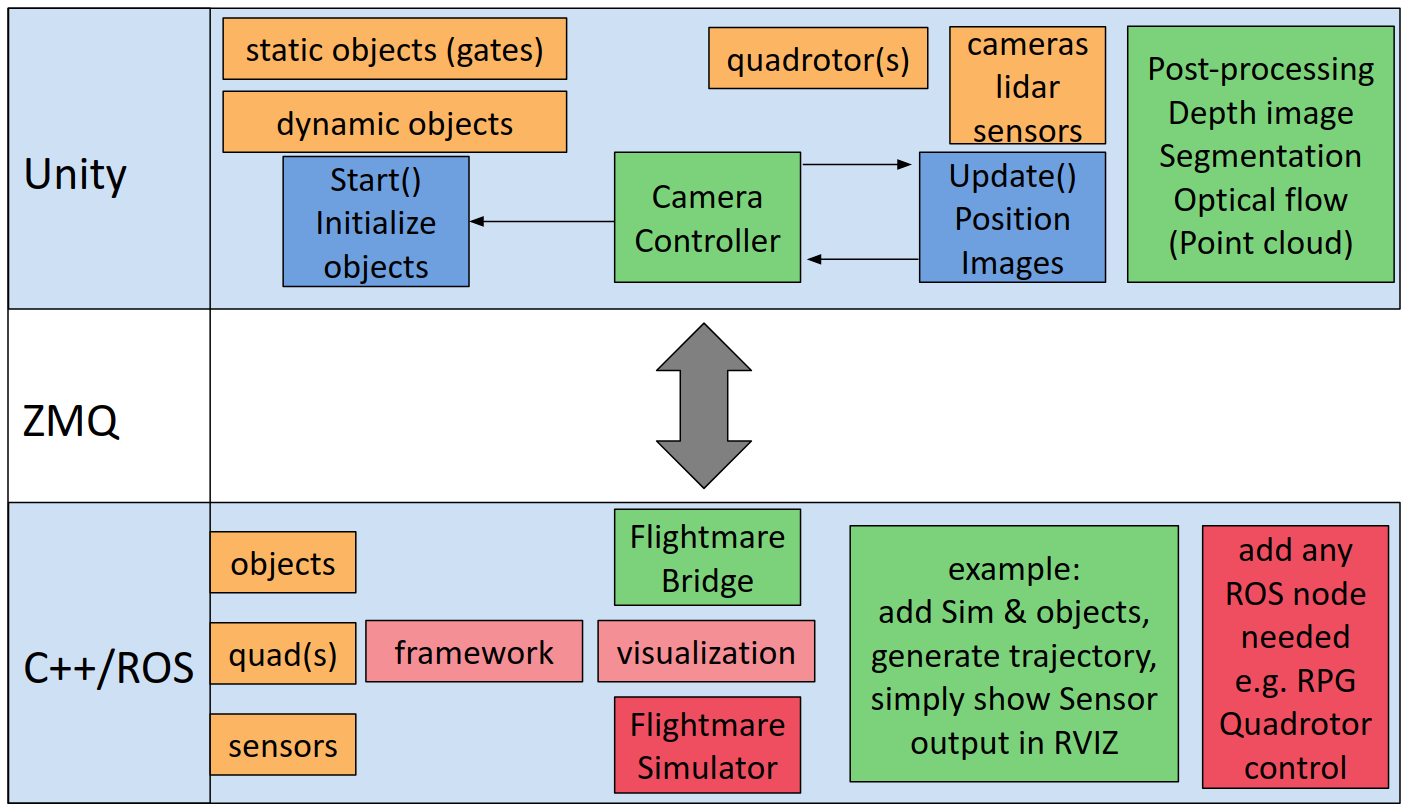 Unity
static objects (gates)
dynamic objects
Start()
Initialize
objects
Camera
Controller
quadrotor(s)
cameras
lidar
sensors
Update()
Position
Images
Post-processing
Depth image
Segmentation
Optical flow
(Point cloud)
ZMQ
C++/ROS
objects
quad(s)
sensors
framework
Flightmare
Bridge
visualization
Flightmare
Simulator
example:
add Sim & objects,
generate trajectory,
simply show Sensor
output in RVIZ
add any
ROS node
needed
e.g. RPG
Quadrotor
control